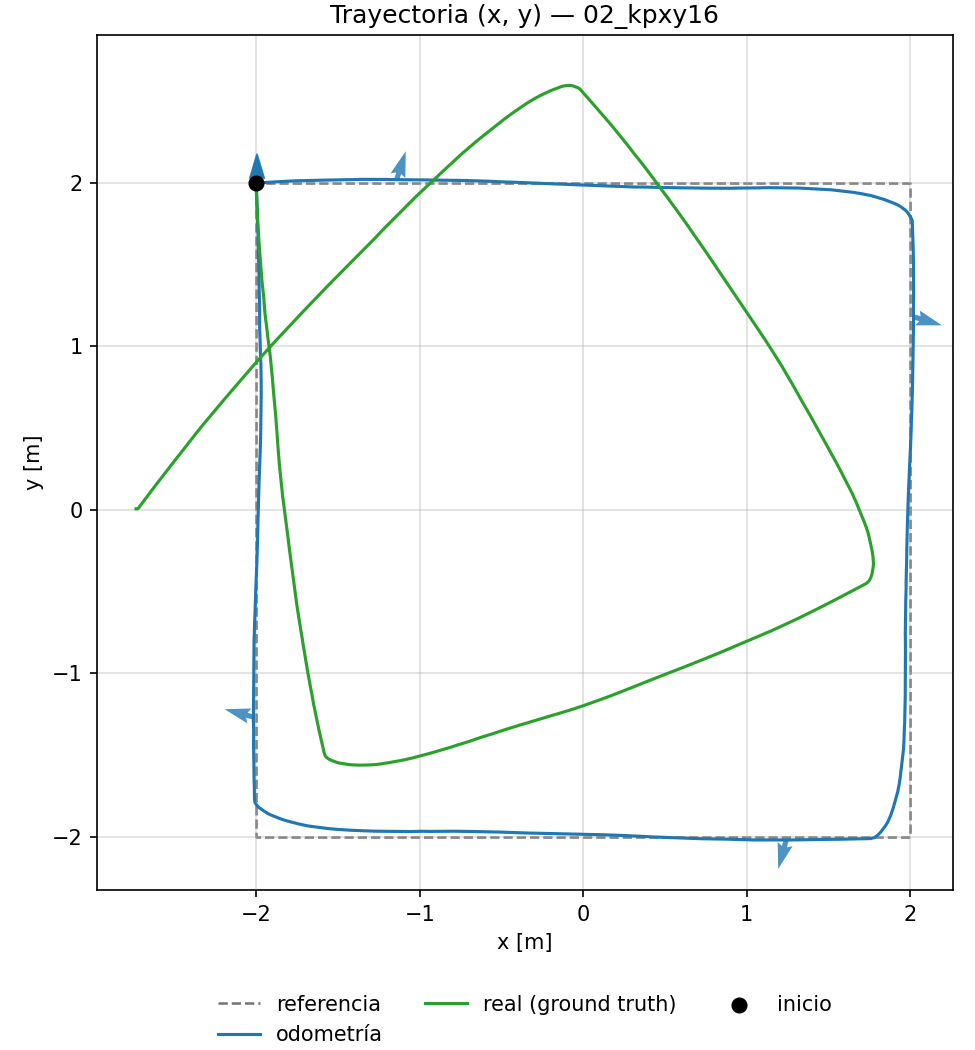 Trayectoria (x, y) — 02_kpxy16
2
1
0
−1
−2
y [m]
−2
−1
0
1
2
x [m]
referencia
real (ground truth)
inicio
odometría